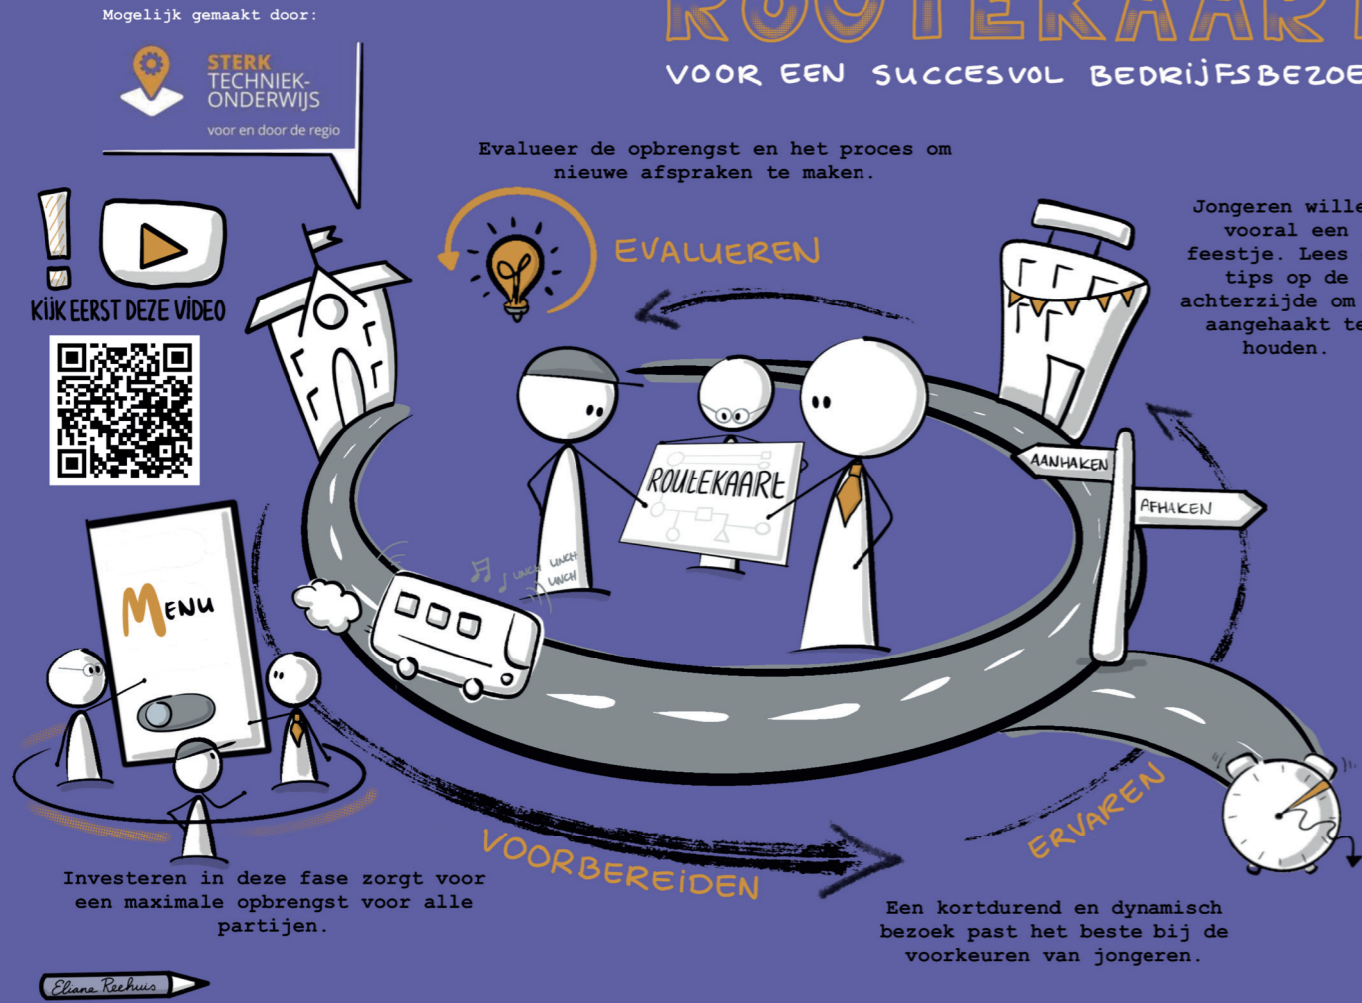 Mogelijk gemaakt door:
STERK
TECHNIEK-
ONDERWIJS
voor en door de regio
ROUTEKAART
VOOR EEN SUCCESVOL BEDRIJFSBEZOE
Evalueer de opbrengst en het proces om
nieuwe afspraken te maken.
EVALUEREN
Jongeren wille
vooral een
feestje. Lees
tips op de
achterzijde om
aangehaakt te
houden.
KIJK EERST DEZE VIDEO
ROUTEKAART
AANHAKEN
AFHAKEN
UNCH UNCH
UNCH
MENU
VOORBEREIDEN
ERVAREN
Investeren in deze fase zorgt voor
een maximale opbrengst voor alle
partijen.
Een kortdurend en dynamisch
bezoek past het beste bij de
voorkeuren van jongeren.
Eliane Reehuis